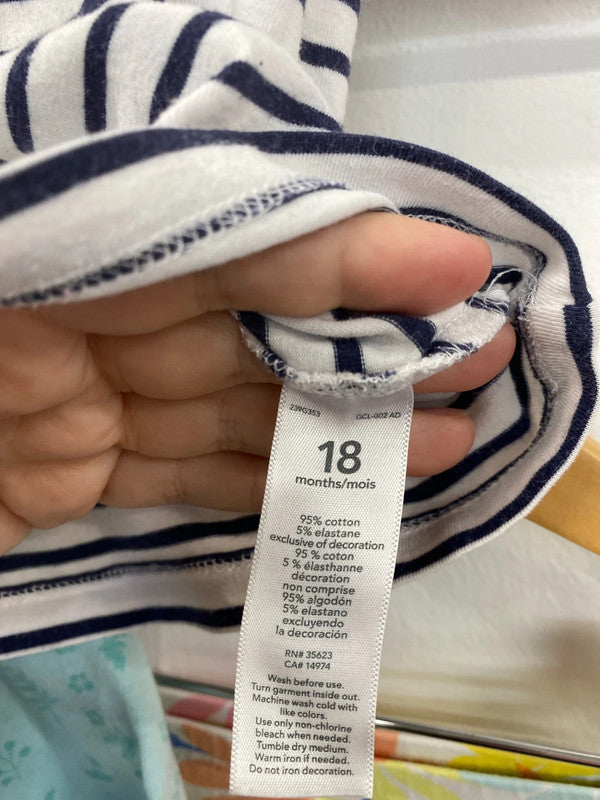 239G353 GCL-002 AD
18
months/mois
95% cotton
5% elastane
exclusive of decoration
95 % coton
5 % élasthanne
décoration
non comprise
95% algodón
5% elastano
excluyendo
la decoración
RN# 35623
CA# 14974
Wash before use.
Turn garment inside out.
Machine wash cold with
like colors.
Use only non-chlorine
bleach when needed.
Tumble dry medium.
Warm iron if needed.
Do not iron decoration.